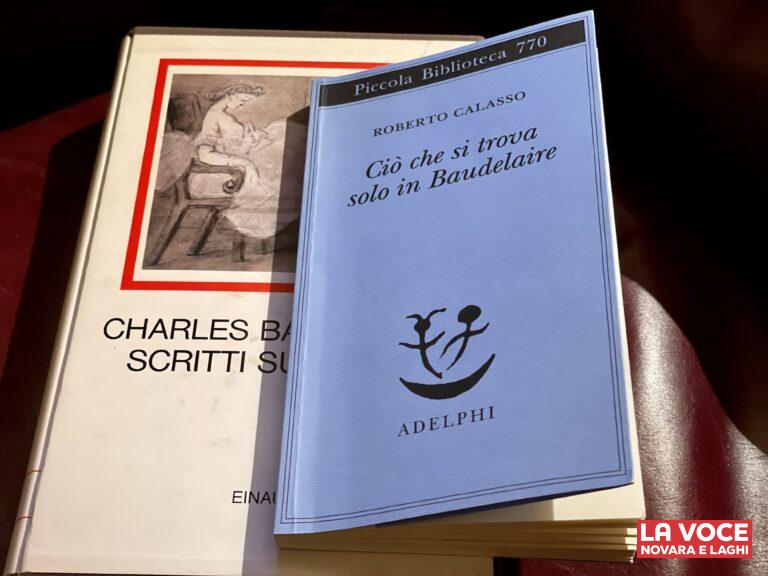 Piccola Biblioteca 770
ROBERTO CALASSO
Ciò che si trova
solo in Baudelaire
ADELPHI
CHARLES BA
SCRITTI SU
EINAU
LA VOCE
NOVARA E LAGHI